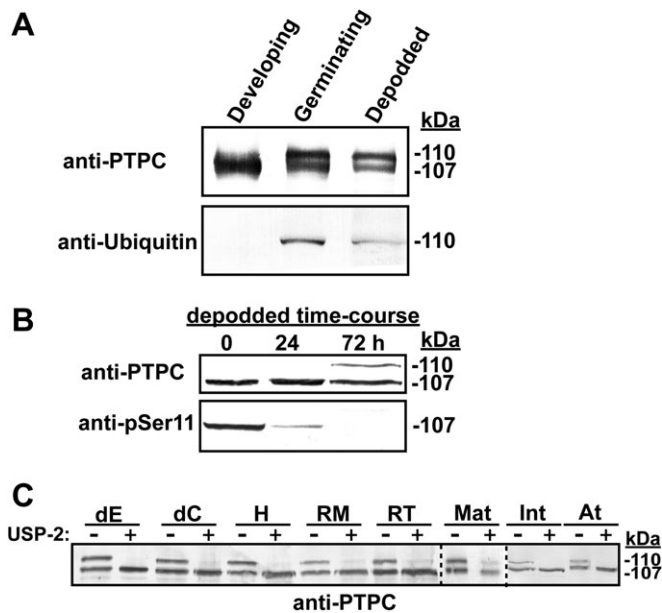 A
Developing Germinating Depodded
kDa
anti-PTPC
-110
-107
anti-Ubiquitin
-110
B
depodded time-course
0 24 72 h kDa
anti-PTPC
-110
-107
anti-pSer11
-107
C
dE dC H RM RT Mat Int At
USP-2: - + - + - + - + - + - + - + - + kDa
-110
-107
anti-PTPC